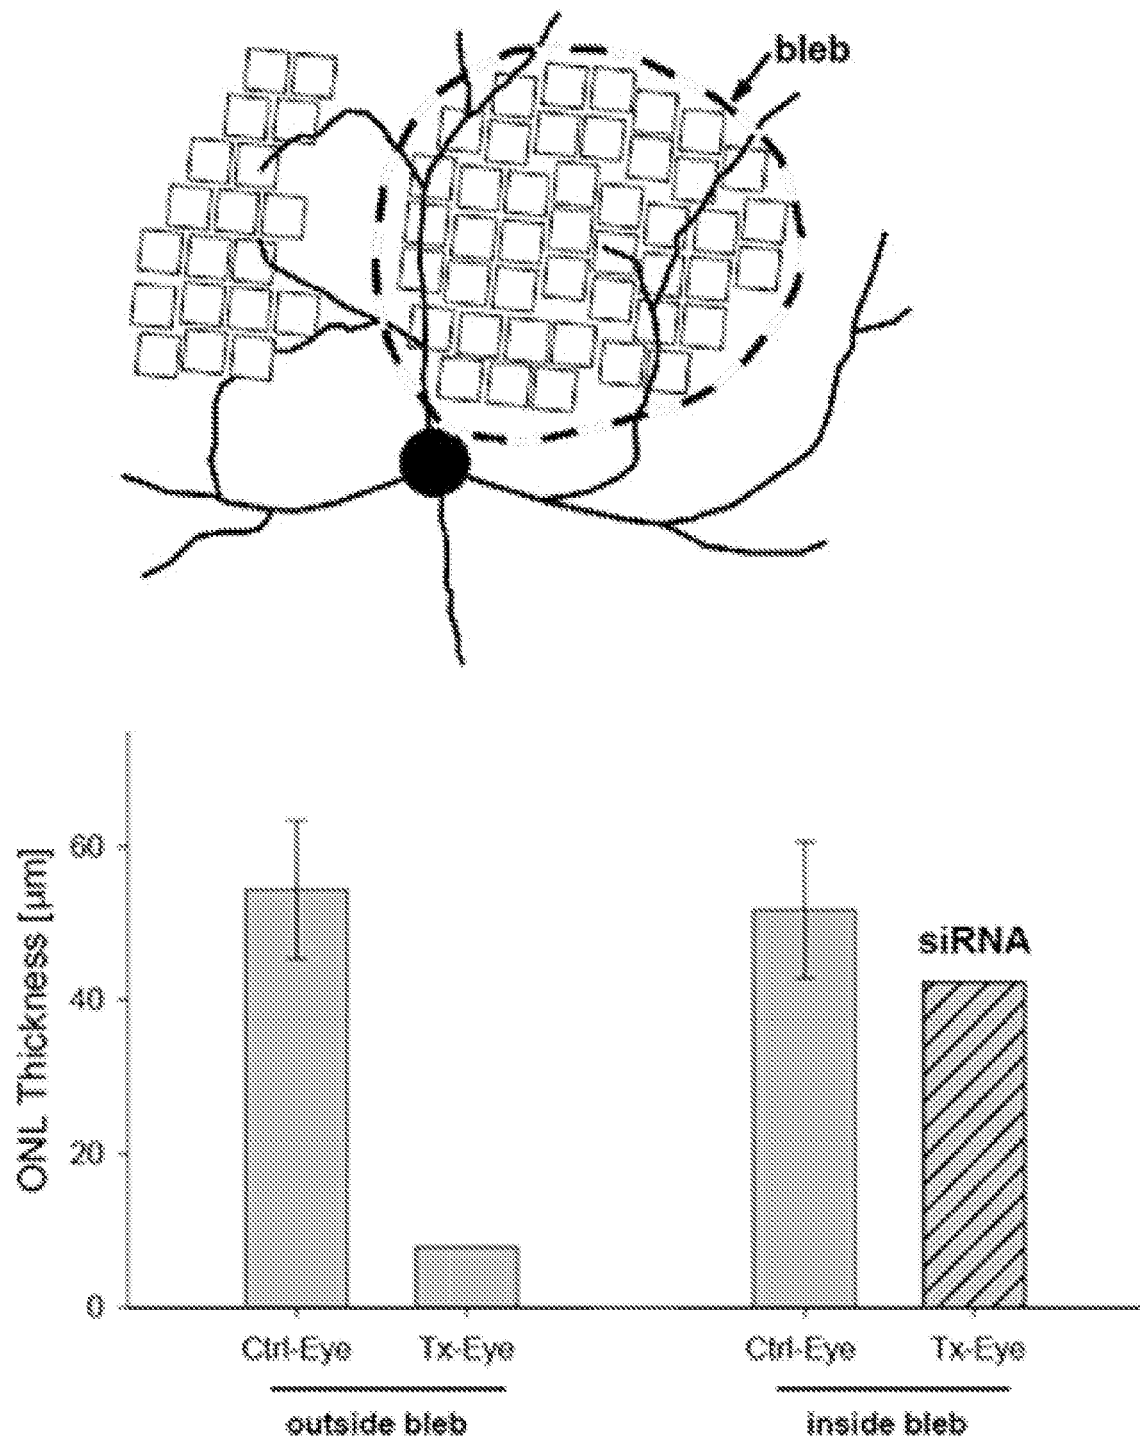 bleb
ONL Thickness [µm]
60
40
20
0
siRNA
Ctrl-Eye Tx-Eye Ctrl-Eye Tx-Eye
outside bleb inside bleb